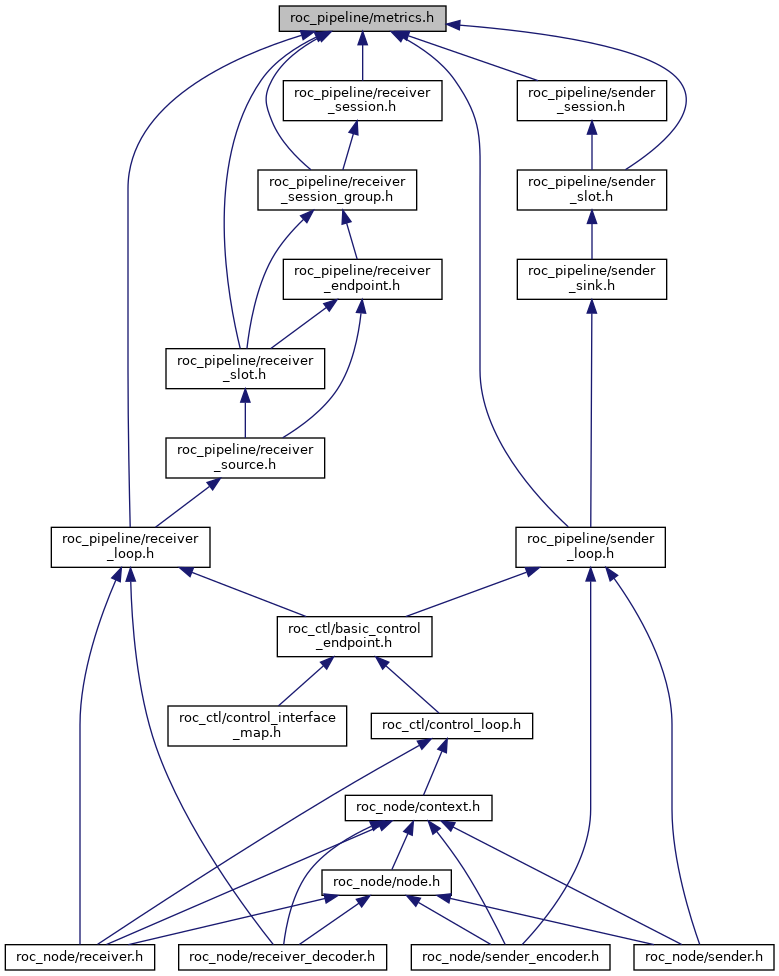 roc_pipeline/metrics.h
roc_pipeline/receiver
_session.h
roc_pipeline/sender
_session.h
roc_pipeline/receiver
_session_group.h
roc_pipeline/sender
_slot.h
roc_pipeline/receiver
_endpoint.h
roc_pipeline/sender
_sink.h
roc_pipeline/receiver
_slot.h
roc_pipeline/receiver
_source.h
roc_pipeline/receiver
_loop.h
roc_pipeline/sender
_loop.h
roc_ctl/basic_control
_endpoint.h
roc_ctl/control_interface
_map.h
roc_ctl/control_loop.h
roc_node/context.h
roc_node/node.h
roc_node/receiver.h
roc_node/receiver_decoder.h
roc_node/sender_encoder.h
roc_node/sender.h